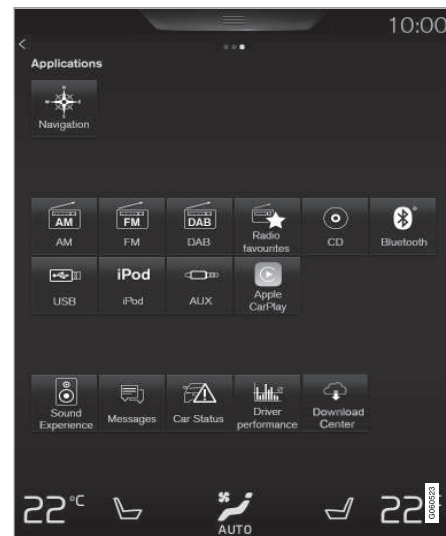 10:00
Applications
Navigation
AM FM DAB
AM FM DAB Radio favourites CD Bluetooth
iPod
USB iPod AUX Apple CarPlay
Sound Experience Messages Car Status Driver performance Download Center
22 °C 22
AUTO
G060523